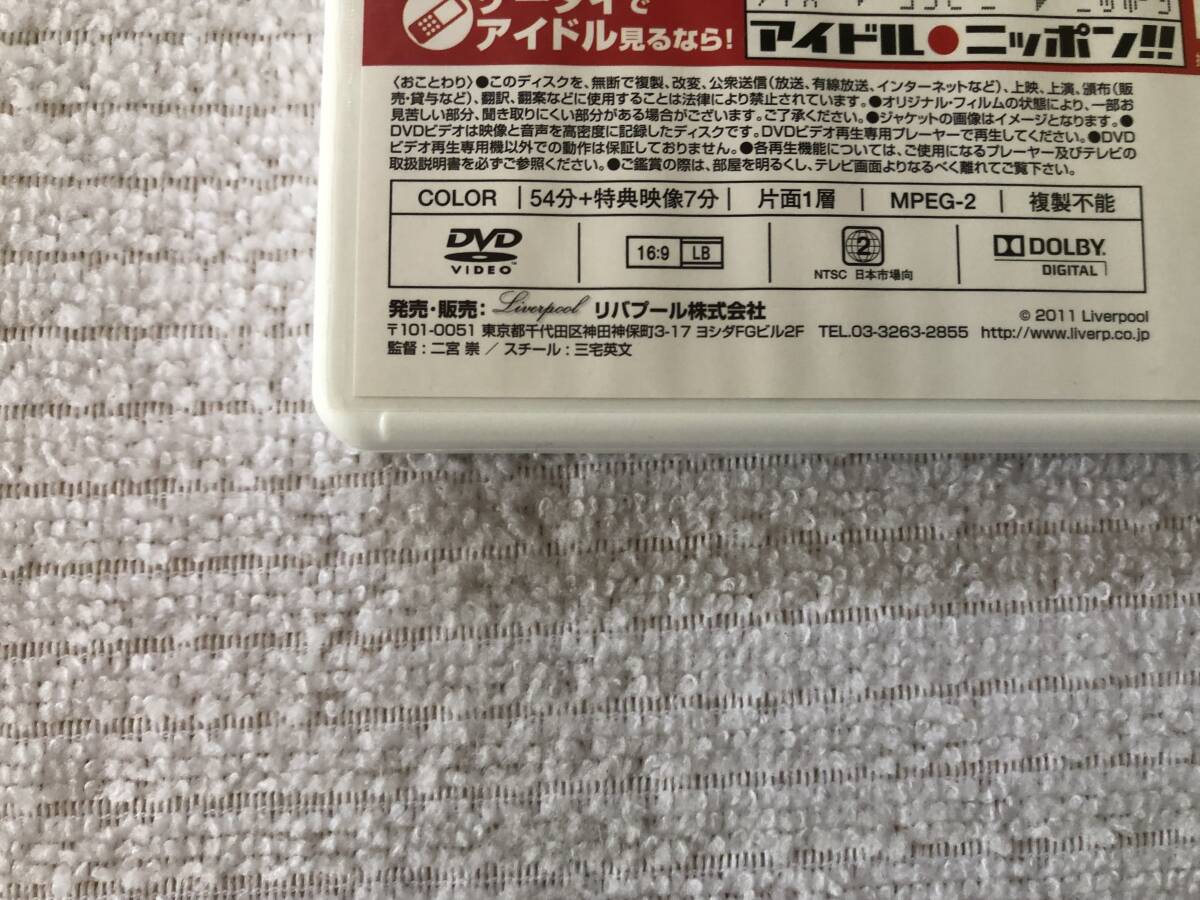 ケータイで
アイドル見るなら!
アイドル●ニッポン!!
〈おことわり〉●このディスクを、無断で複製、改変、公衆送信(放送、有線放送、インターネットなど)、上映、上演、頒布(販
売・貸与など)、翻訳、翻案などに使用することは法律により禁止されています。●オリジナル・フィルムの状態により、一部お
見苦しい部分、聞き取りにくい部分がある場合がございます。ご了承ください。●ジャケットの画像はイメージとなります。●
DVDビデオは映像と音声を高密度に記録したディスクです。DVDビデオ再生専用プレーヤーで再生してください。●DVD
ビデオ再生専用機以外での動作は保証しておりません。●各再生機能については、ご使用になるプレーヤー及びテレビの
取扱説明書を必ずご参照ください。●ご鑑賞の際は、部屋を明るくし、テレビ画面よりなるべく離れてご覧下さい。
COLOR | 54分+特典映像7分 | 片面1層 | MPEG-2 | 複製不能
DVD VIDEO 16:9 LB 2 NTSC 日本市場向 DOLBY DIGITAL
発売・販売: Liverpool リバプール株式会社
© 2011 Liverpool
〒101-0051 東京都千代田区神田神保町3-17 ヨシダFGビル2F TEL.03-3263-2855 http://www.liverp.co.jp
監督:二宮 崇 / スチール:三宅英文